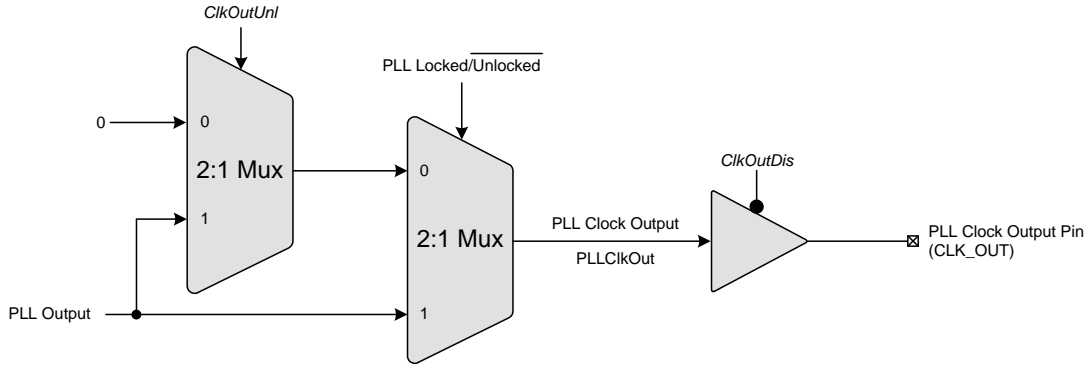 ClkOutUnl
PLL Locked/Unlocked
0
0
2:1 Mux
1
ClkOutDis
0
2:1 Mux
1
PLL Clock Output
PLLClkOut
PLL Clock Output Pin
(CLK_OUT)
PLL Output